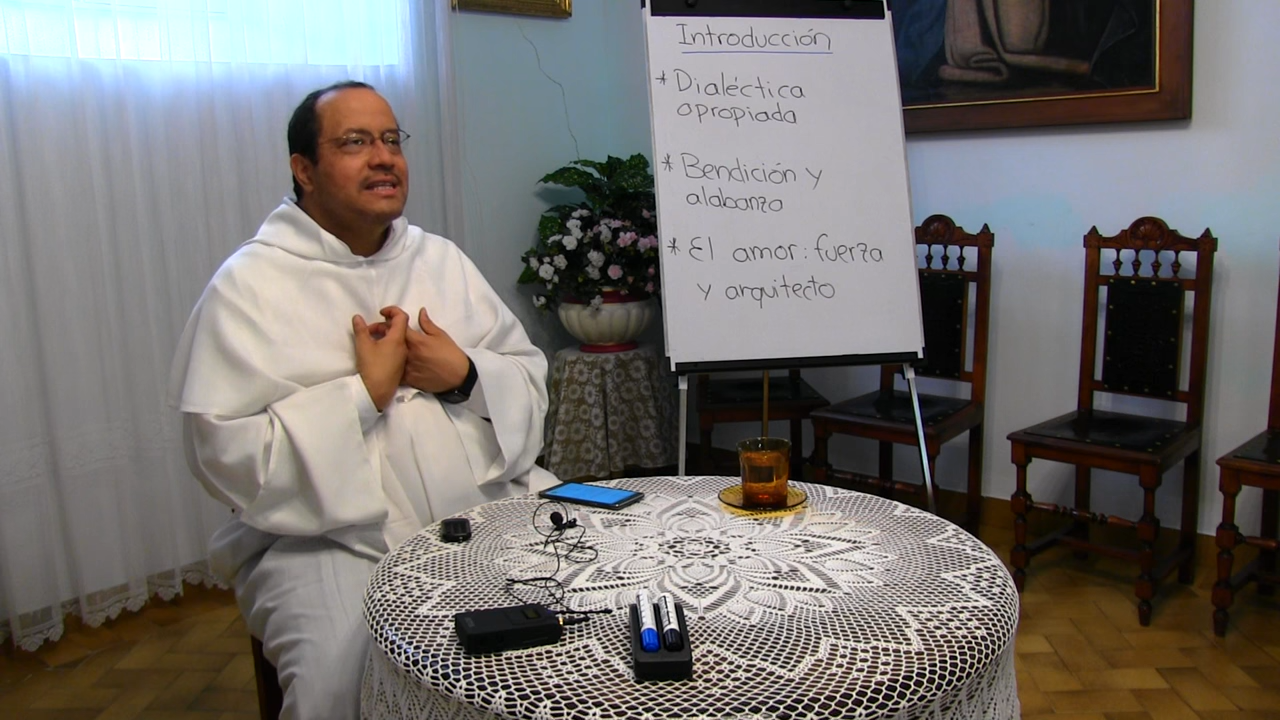 Introducción
* Dialéctica
apropiada
* Bendición y
alabanza
* El amor: fuerza
y arquitecto